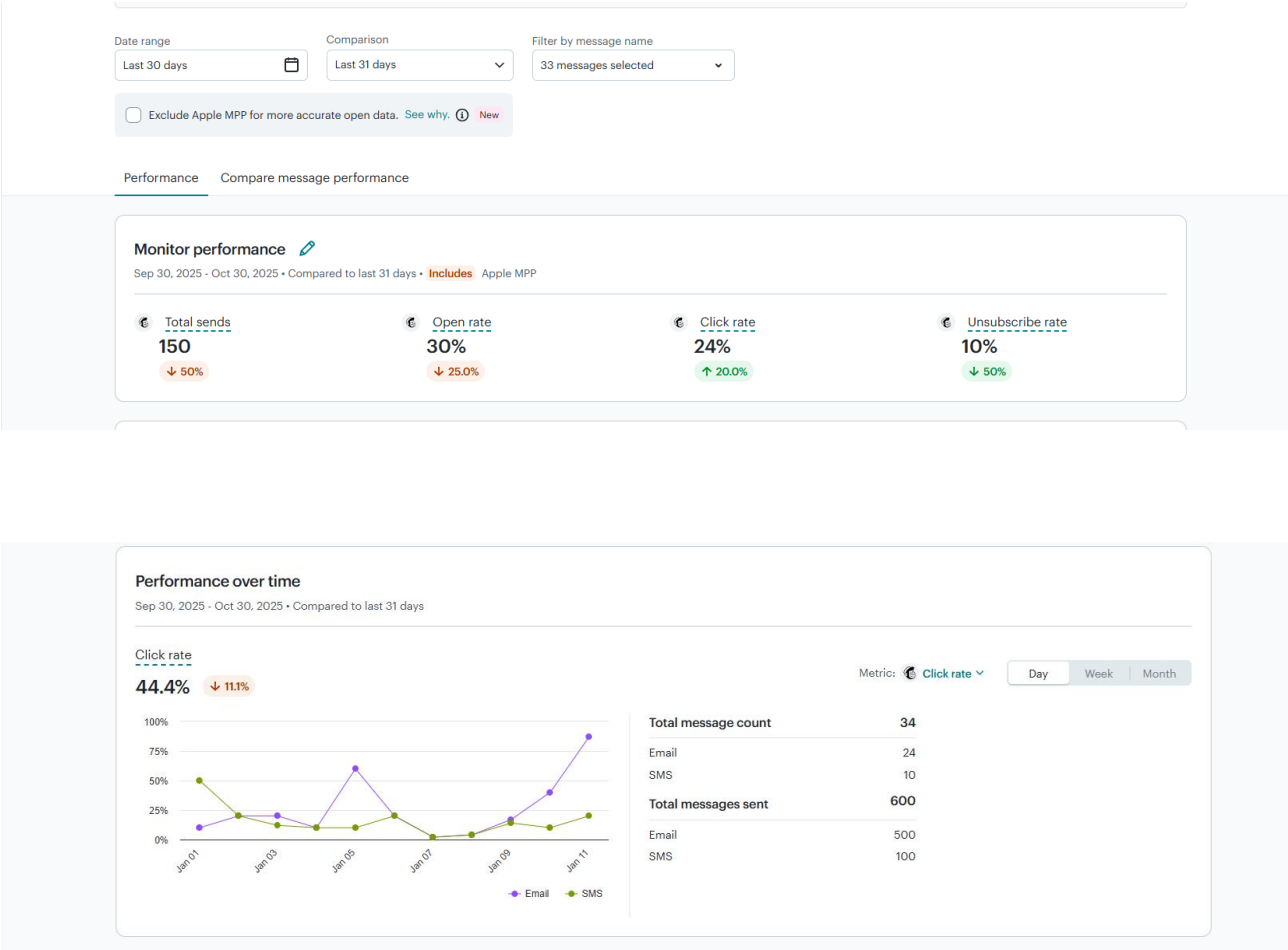 Date range
Comparison
Filter by message name
Last 30 days
Last 31 days
33 messages selected
Exclude Apple MPP for more accurate open data. See why. New
Performance
Compare message performance
Monitor performance
Sep 30, 2025 - Oct 30, 2025 • Compared to last 31 days • Includes Apple MPP
Total sends
150
↓ 50%
Open rate
30%
↓ 25.0%
Click rate
24%
↑ 20.0%
Unsubscribe rate
10%
↓ 50%
Performance over time
Sep 30, 2025 - Oct 30, 2025 • Compared to last 31 days
Click rate
44.4% ↓ 11.1%
Metric: Click rate
Day Week Month
100%
75%
50%
25%
0%
Jan 01 Jan 03 Jan 05 Jan 07 Jan 09 Jan 11
Email SMS
Total message count 34
Email 24
SMS 10
Total messages sent 600
Email 500
SMS 100